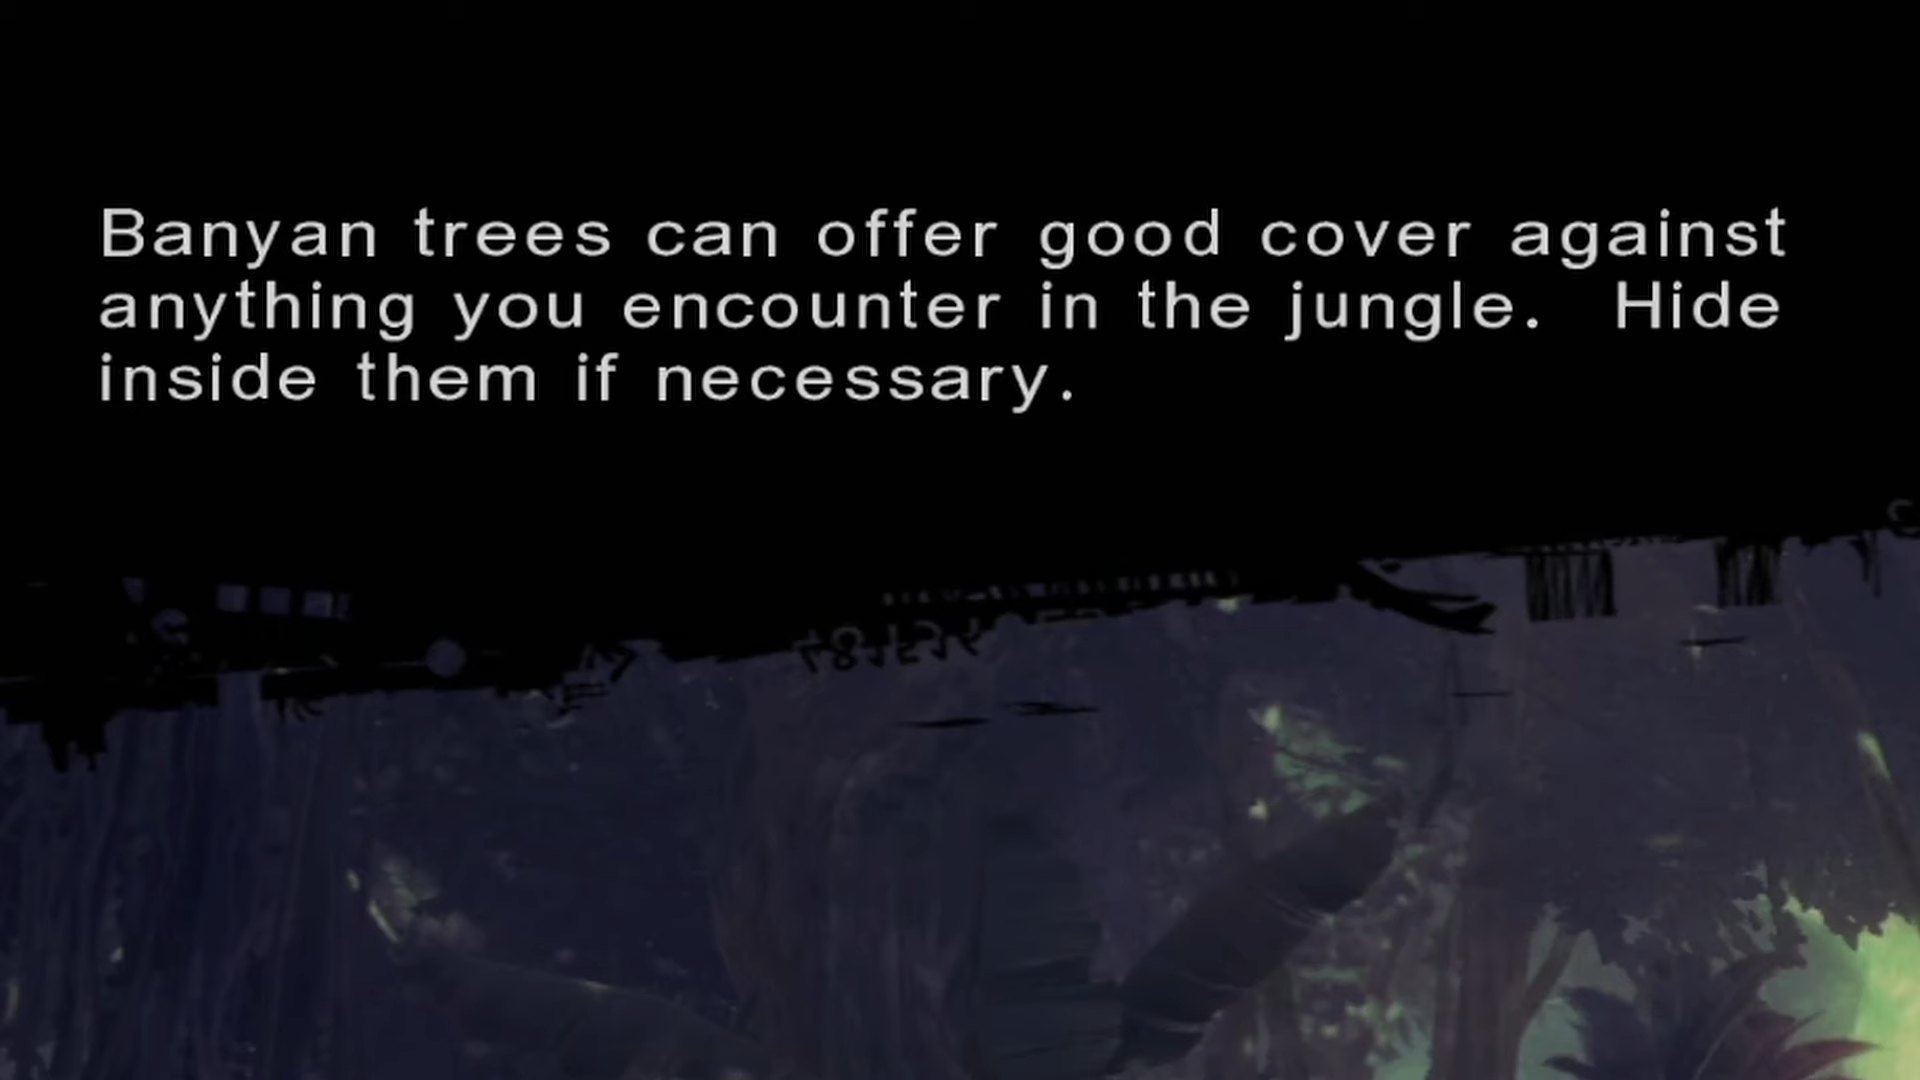 Banyan trees can offer good cover against
anything you encounter in the jungle.  Hide
inside them if necessary.